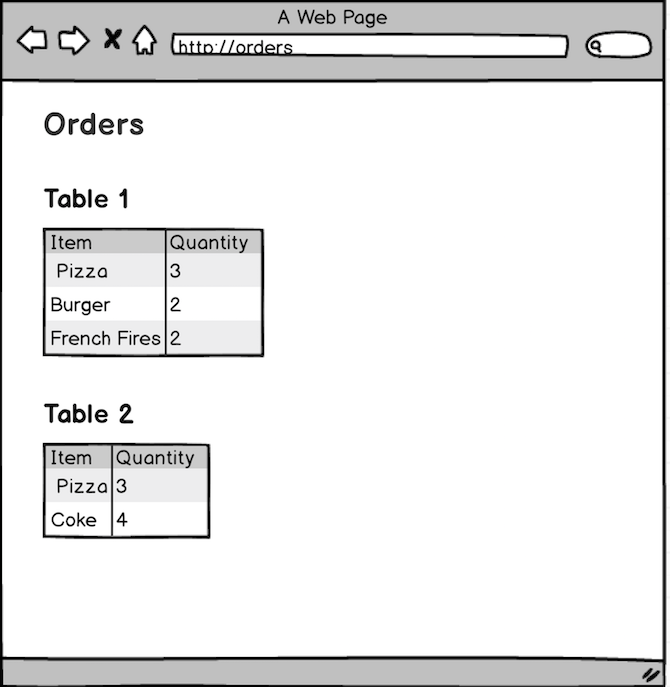 A Web Page
http://orders
Orders
Table 1
Item Quantity
Pizza 3
Burger 2
French Fires 2
Table 2
Item Quantity
Pizza 3
Coke 4